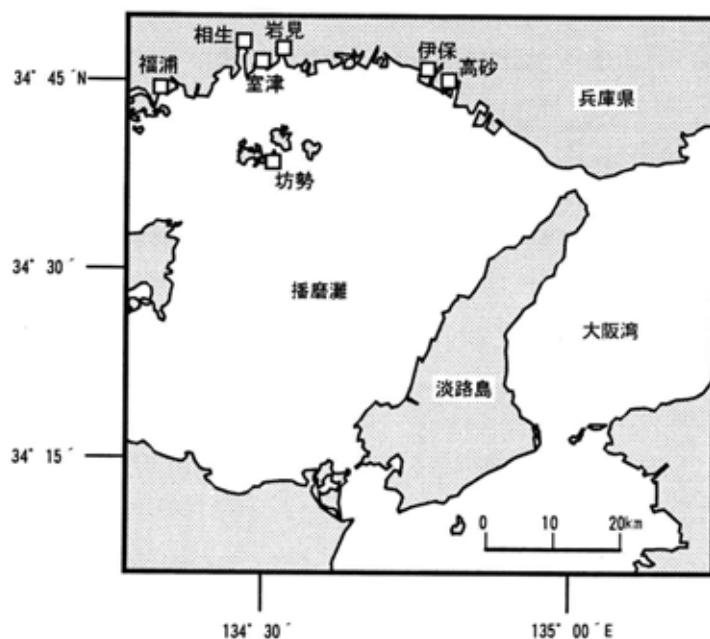 相生
岩見
福浦
室津
伊保
高砂
34° 45´N
兵庫県
坊勢
34° 30´
播磨灘
大阪湾
淡路島
34° 15´
0 10 20km
134° 30´
135° 00´E